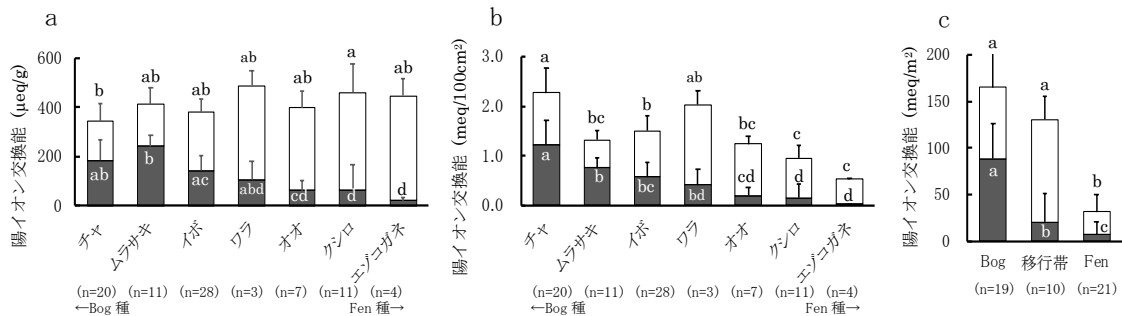 a
陽イオン交換能 (μeq/g)
600
400
200
0
b
ab
ab
ab
ab
a
ab
ab
b
ac
abd
cd
d
d
チャ
ムラサキ
イボ
ワラ
オオ
クシロ
エゾコガネ
(n=20) (n=11) (n=28) (n=3) (n=7) (n=11) (n=4)
←Bog 種 Fen 種→
b
陽イオン交換能 (meq/100cm²)
3.0
2.0
1.0
0.0
a
bc
b
ab
bc
c
c
a
b
bc
bd
cd
d
d
チャ
ムラサキ
イボ
ワラ
オオ
クシロ
エゾコガネ
(n=20) (n=11) (n=28) (n=3) (n=7) (n=11) (n=4)
←Bog 種 Fen 種→
c
陽イオン交換能 (meq/m²)
200
150
100
50
0
a
a
b
a
b
c
Bog 移行帯 Fen
(n=19) (n=10) (n=21)